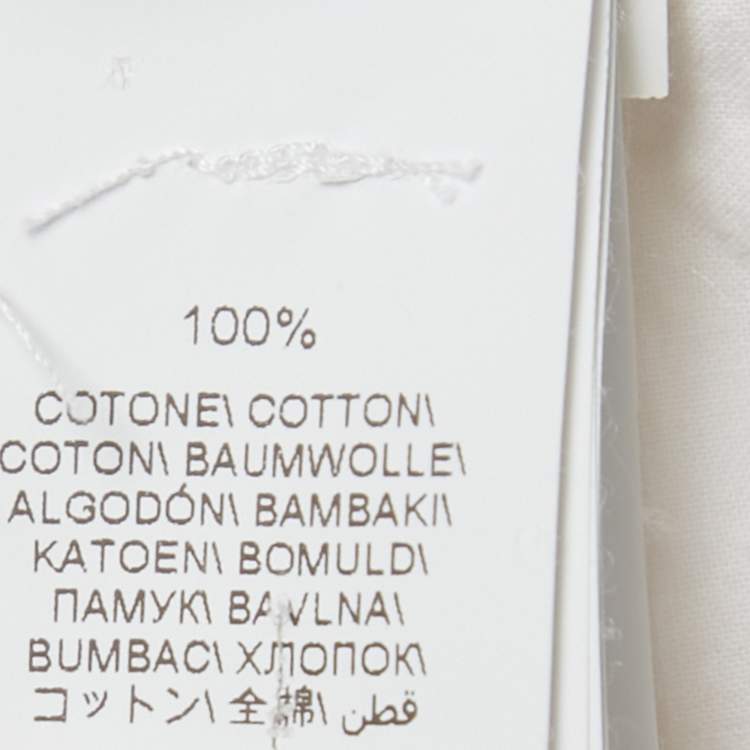 100%
COTONE\ COTTON\
COTON\ BAUMWOLLE\
ALGODÓN\ BAMBAKI\
KATOEN\ BOMULD\
ПАМУК\ BAVLNA\
BUMBAC\ ХЛОПОК\
コットン\ 全棉\ قطن